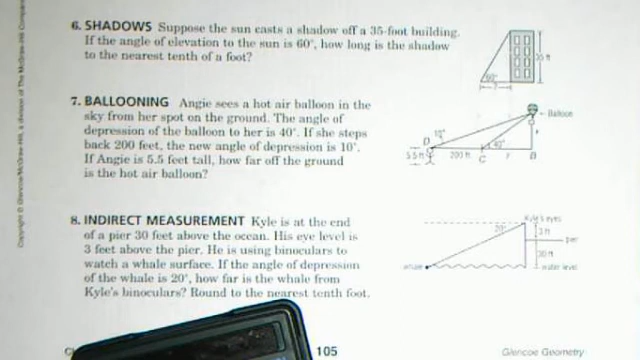 6. SHADOWS Suppose the sun casts a shadow off a 35-foot building.
If the angle of elevation to the sun is 60°, how long is the shadow
to the nearest tenth of a foot?
60°
?
35 ft
7. BALLOONING Angie sees a hot air balloon in the
sky from her spot on the ground. The angle of
depression of the balloon to her is 40°. If she steps
back 200 feet, the new angle of depression is 10°.
If Angie is 5.5 feet tall, how far off the ground
is the hot air balloon?
Balloon
D
10°
40°
5.5 ft
200 ft
C
B
8. INDIRECT MEASUREMENT Kyle is at the end
of a pier 30 feet above the ocean. His eye level is
3 feet above the pier. He is using binoculars to
watch a whale surface. If the angle of depression
of the whale is 20°, how far is the whale from
Kyle's binoculars? Round to the nearest tenth foot.
Kyle's eyes
20°
3 ft
pier
30 ft
whale
water level
105
Glencoe Geometry